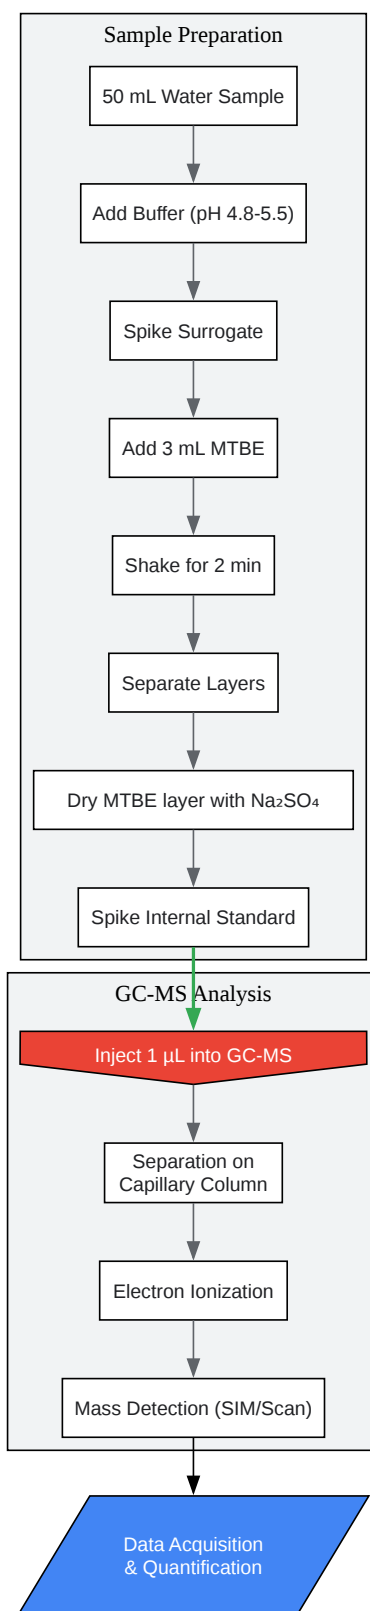 Sample Preparation
50 mL Water Sample
Add Buffer (pH 4.8-5.5)
Spike Surrogate
Add 3 mL MTBE
Shake for 2 min
Separate Layers
Dry MTBE layer with Na₂SO₄
Spike Internal Standard
GC-MS Analysis
Inject 1 µL into GC-MS
Separation on
Capillary Column
Electron Ionization
Mass Detection (SIM/Scan)
Data Acquisition
& Quantification